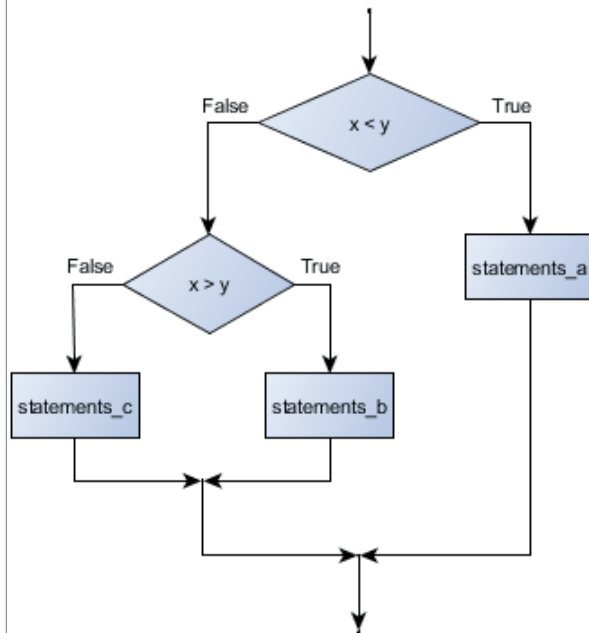 False
True
x < y
False
True
x > y
statements_a
statements_c
statements_b